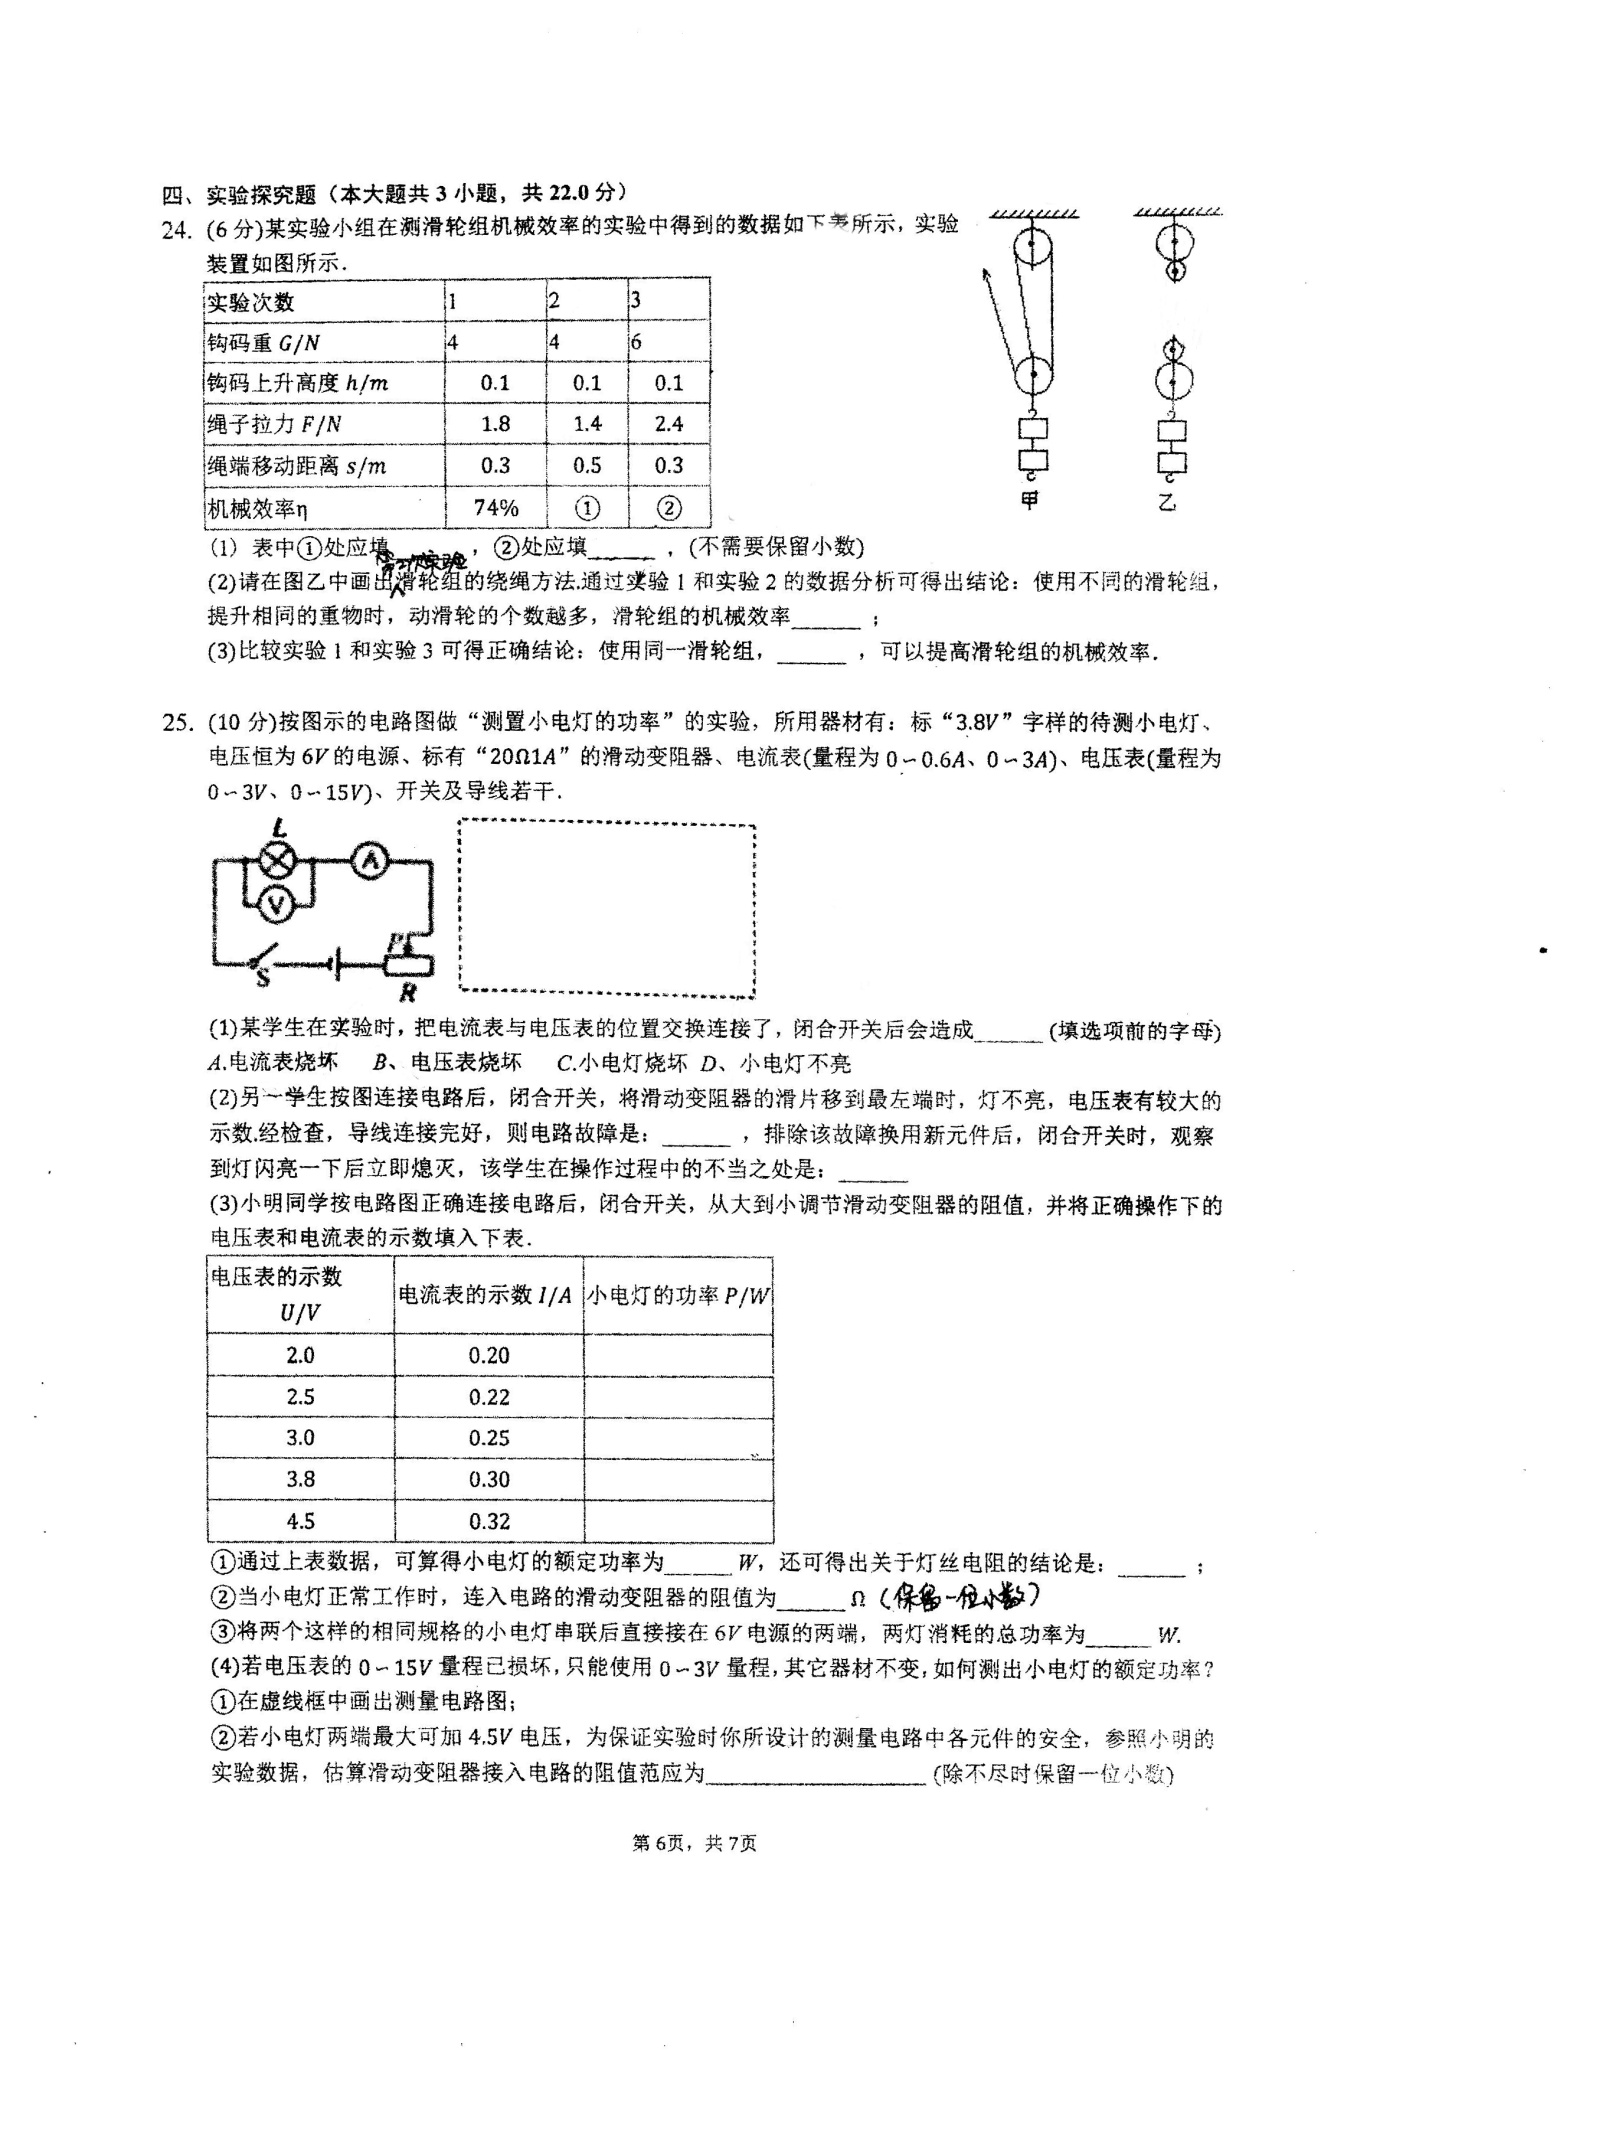 四、实验探究题（本大题共 3 小题，共 22.0 分）
24. (6 分)某实验小组在测滑轮组机械效率的实验中得到的数据如下表所示，实验
装置如图所示.
实验次数 1 2 3
钩码重 G/N 4 4 6
钩码上升高度 h/m 0.1 0.1 0.1
绳子拉力 F/N 1.8 1.4 2.4
绳端移动距离 s/m 0.3 0.5 0.3
机械效率η 74% ① ②
甲 乙
(1) 表中①处应填______，②处应填______，(不需要保留小数)
第2次实验
(2)请在图乙中画出滑轮组的绕绳方法.通过实验 1 和实验 2 的数据分析可得出结论：使用不同的滑轮组，
提升相同的重物时，动滑轮的个数越多，滑轮组的机械效率______；
(3)比较实验 1 和实验 3 可得正确结论：使用同一滑轮组，______，可以提高滑轮组的机械效率.
25. (10 分)按图示的电路图做“测置小电灯的功率”的实验，所用器材有：标“3.8V”字样的待测小电灯、
电压恒为 6V 的电源、标有“20Ω1A”的滑动变阻器、电流表(量程为 0∽0.6A、0∽3A)、电压表(量程为
0∽3V、0∽15V)、开关及导线若干.
L
A
V
P
S
R
(1)某学生在实验时，把电流表与电压表的位置交换连接了，闭合开关后会造成______(填选项前的字母)
A.电流表烧坏 B、电压表烧坏 C.小电灯烧坏 D、小电灯不亮
(2)另一学生按图连接电路后，闭合开关，将滑动变阻器的滑片移到最左端时，灯不亮，电压表有较大的
示数.经检查，导线连接完好，则电路故障是：______，排除该故障换用新元件后，闭合开关时，观察
到灯闪亮一下后立即熄灭，该学生在操作过程中的不当之处是：______
(3)小明同学按电路图正确连接电路后，闭合开关，从大到小调节滑动变阻器的阻值，并将正确操作下的
电压表和电流表的示数填入下表.
电压表的示数
U/V 电流表的示数 I/A 小电灯的功率 P/W
2.0 0.20
2.5 0.22
3.0 0.25
3.8 0.30
4.5 0.32
①通过上表数据，可算得小电灯的额定功率为______W，还可得出关于灯丝电阻的结论是：______；
②当小电灯正常工作时，连入电路的滑动变阻器的阻值为______Ω（保留一位小数）
③将两个这样的相同规格的小电灯串联后直接接在 6V 电源的两端，两灯消耗的总功率为______W.
(4)若电压表的 0∽15V 量程已损坏,只能使用 0∽3V 量程,其它器材不变,如何测出小电灯的额定功率?
①在虚线框中画出测量电路图;
②若小电灯两端最大可加 4.5V 电压，为保证实验时你所设计的测量电路中各元件的安全，参照小明的
实验数据，估算滑动变阻器接入电路的阻值范应为____________________(除不尽时保留一位小数)
第 6页，共 7页